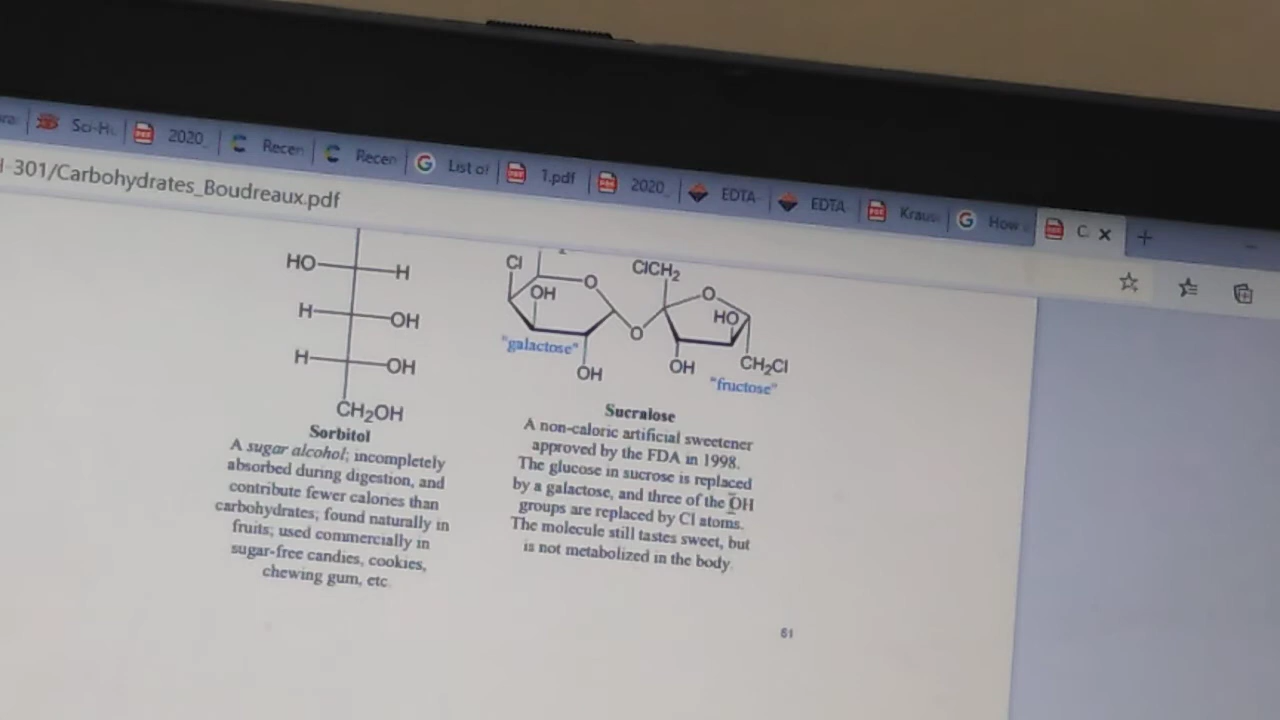 Sci-Hu
2020_
Recen
Recen
List of
1.pdf
2020_
EDTA
EDTA
Kraus
How
C
301/Carbohydrates_Boudreaux.pdf
HO
H
H
OH
H
OH
CH2OH
Sorbitol
A sugar alcohol; incompletely
absorbed during digestion, and
contribute fewer calories than
carbohydrates; found naturally in
fruits; used commercially in
sugar-free candies, cookies,
chewing gum, etc.
Cl
O
OH
"galactose"
OH
O
ClCH2
O
HO
OH
CH2Cl
"fructose"
Sucralose
A non-caloric artificial sweetener
approved by the FDA in 1998.
The glucose in sucrose is replaced
by a galactose, and three of the OH
groups are replaced by Cl atoms.
The molecule still tastes sweet, but
is not metabolized in the body.
61